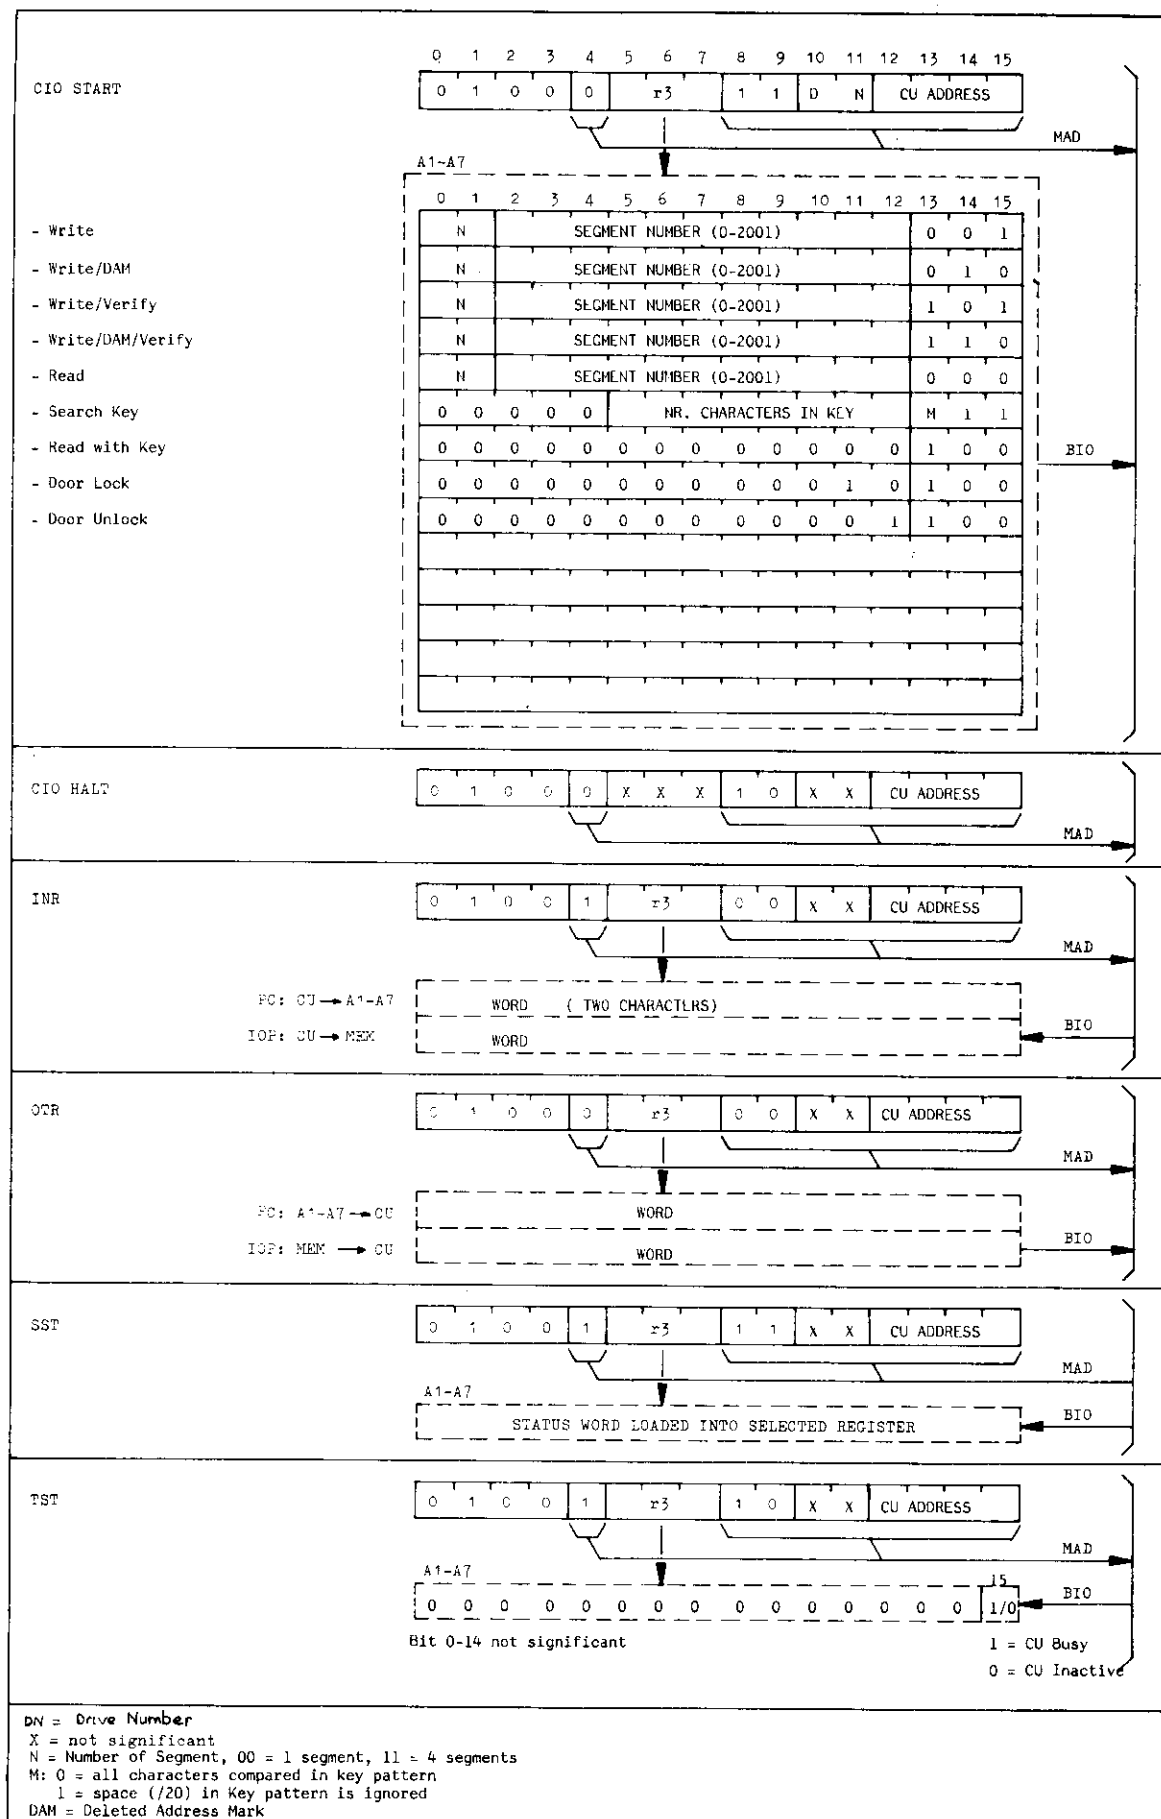 0 1 2 3 4 5 6 7 8 9 10 11 12 13 14 15
CIO START 0 1 0 0 0 r3 1 1 D N CU ADDRESS
MAD
A1-A7
0 1 2 3 4 5 6 7 8 9 10 11 12 13 14 15
- Write N SEGMENT NUMBER (0-2001) 0 0 1
- Write/DAM N SEGMENT NUMBER (0-2001) 0 1 0
- Write/Verify N SEGMENT NUMBER (0-2001) 1 0 1
- Write/DAM/Verify N SEGMENT NUMBER (0-2001) 1 1 0
- Read N SEGMENT NUMBER (0-2001) 0 0 0
- Search Key 0 0 0 0 0 NR. CHARACTERS IN KEY M 1 1
- Read with Key 0 0 0 0 0 0 0 0 0 0 0 0 0 1 0 0 BIO
- Door Lock 0 0 0 0 0 0 0 0 0 0 0 1 0 1 0 0
- Door Unlock 0 0 0 0 0 0 0 0 0 0 0 0 1 1 0 0
CIO HALT 0 1 0 0 0 X X X 1 0 X X CU ADDRESS
MAD
INR 0 1 0 0 1 r3 0 0 X X CU ADDRESS
MAD
PC: CU → A1-A7 WORD ( TWO CHARACTERS)
IOP: CU → MEM WORD BIO
OTR 0 1 0 0 0 r3 0 0 X X CU ADDRESS
MAD
PC: A1-A7 → CU WORD
IOP: MEM → CU WORD BIO
SST 0 1 0 0 1 r3 1 1 X X CU ADDRESS
MAD
A1-A7
STATUS WORD LOADED INTO SELECTED REGISTER BIO
TST 0 1 0 0 1 r3 1 0 X X CU ADDRESS
MAD
A1-A7 15
0 0 0 0 0 0 0 0 0 0 0 0 0 0 0 1/0 BIO
Bit 0-14 not significant 1 = CU Busy
0 = CU Inactive
DN = Drive Number
X = not significant
N = Number of Segment, 00 = 1 segment, 11 = 4 segments
M: 0 = all characters compared in key pattern
1 = space (/20) in Key pattern is ignored
DAM = Deleted Address Mark